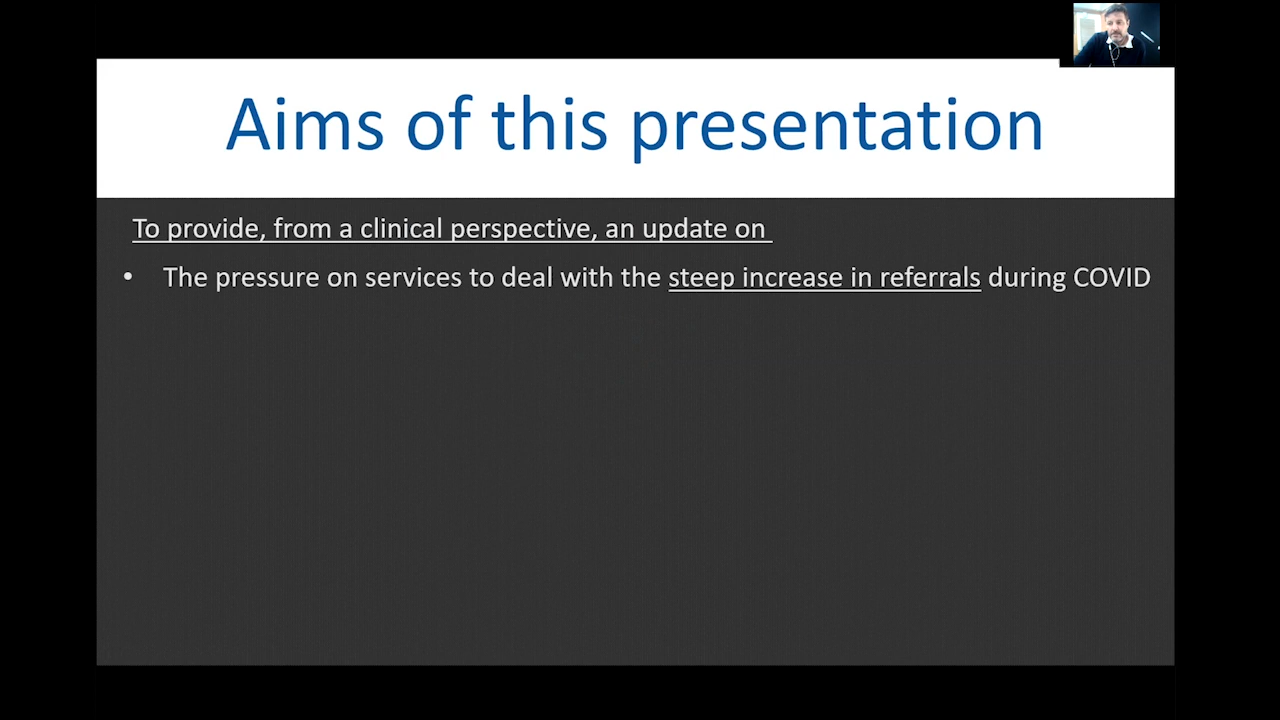 Aims of this presentation
To provide, from a clinical perspective, an update on
• The pressure on services to deal with the steep increase in referrals during COVID